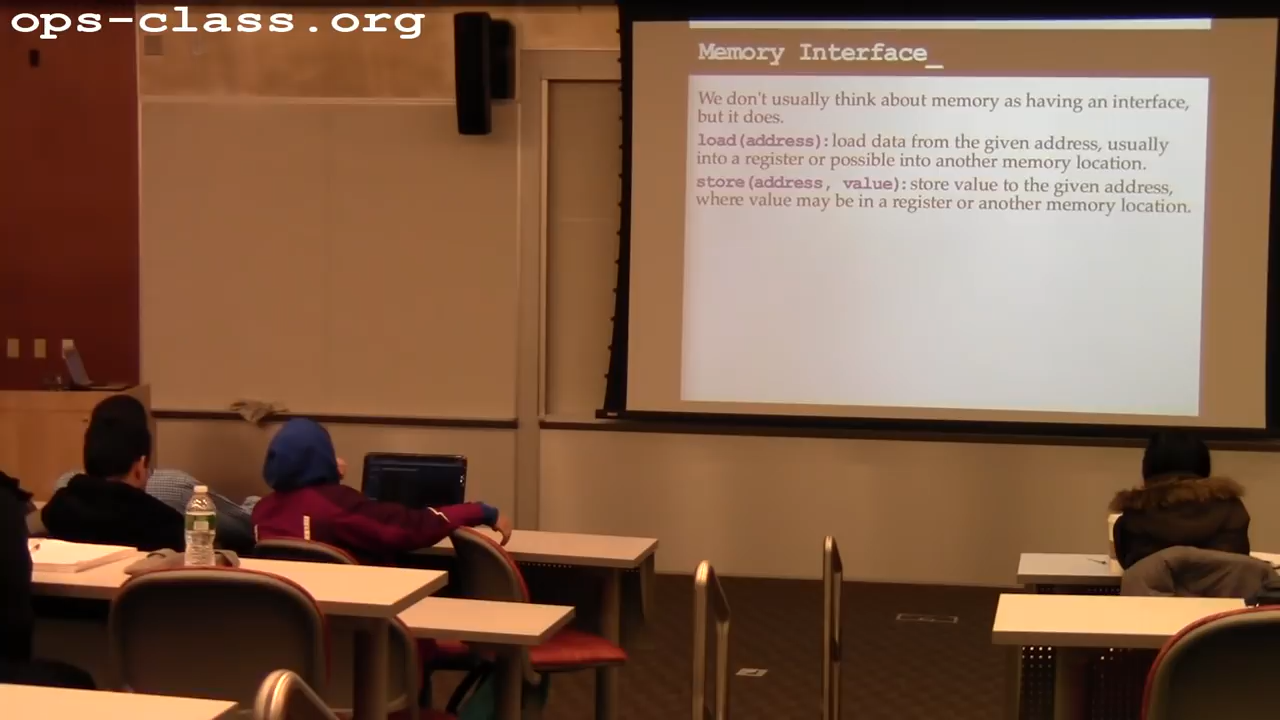 ops-class.org
Memory Interface_
We don't usually think about memory as having an interface,
but it does.
load(address): load data from the given address, usually
into a register or possible into another memory location.
store(address, value): store value to the given address,
where value may be in a register or another memory location.